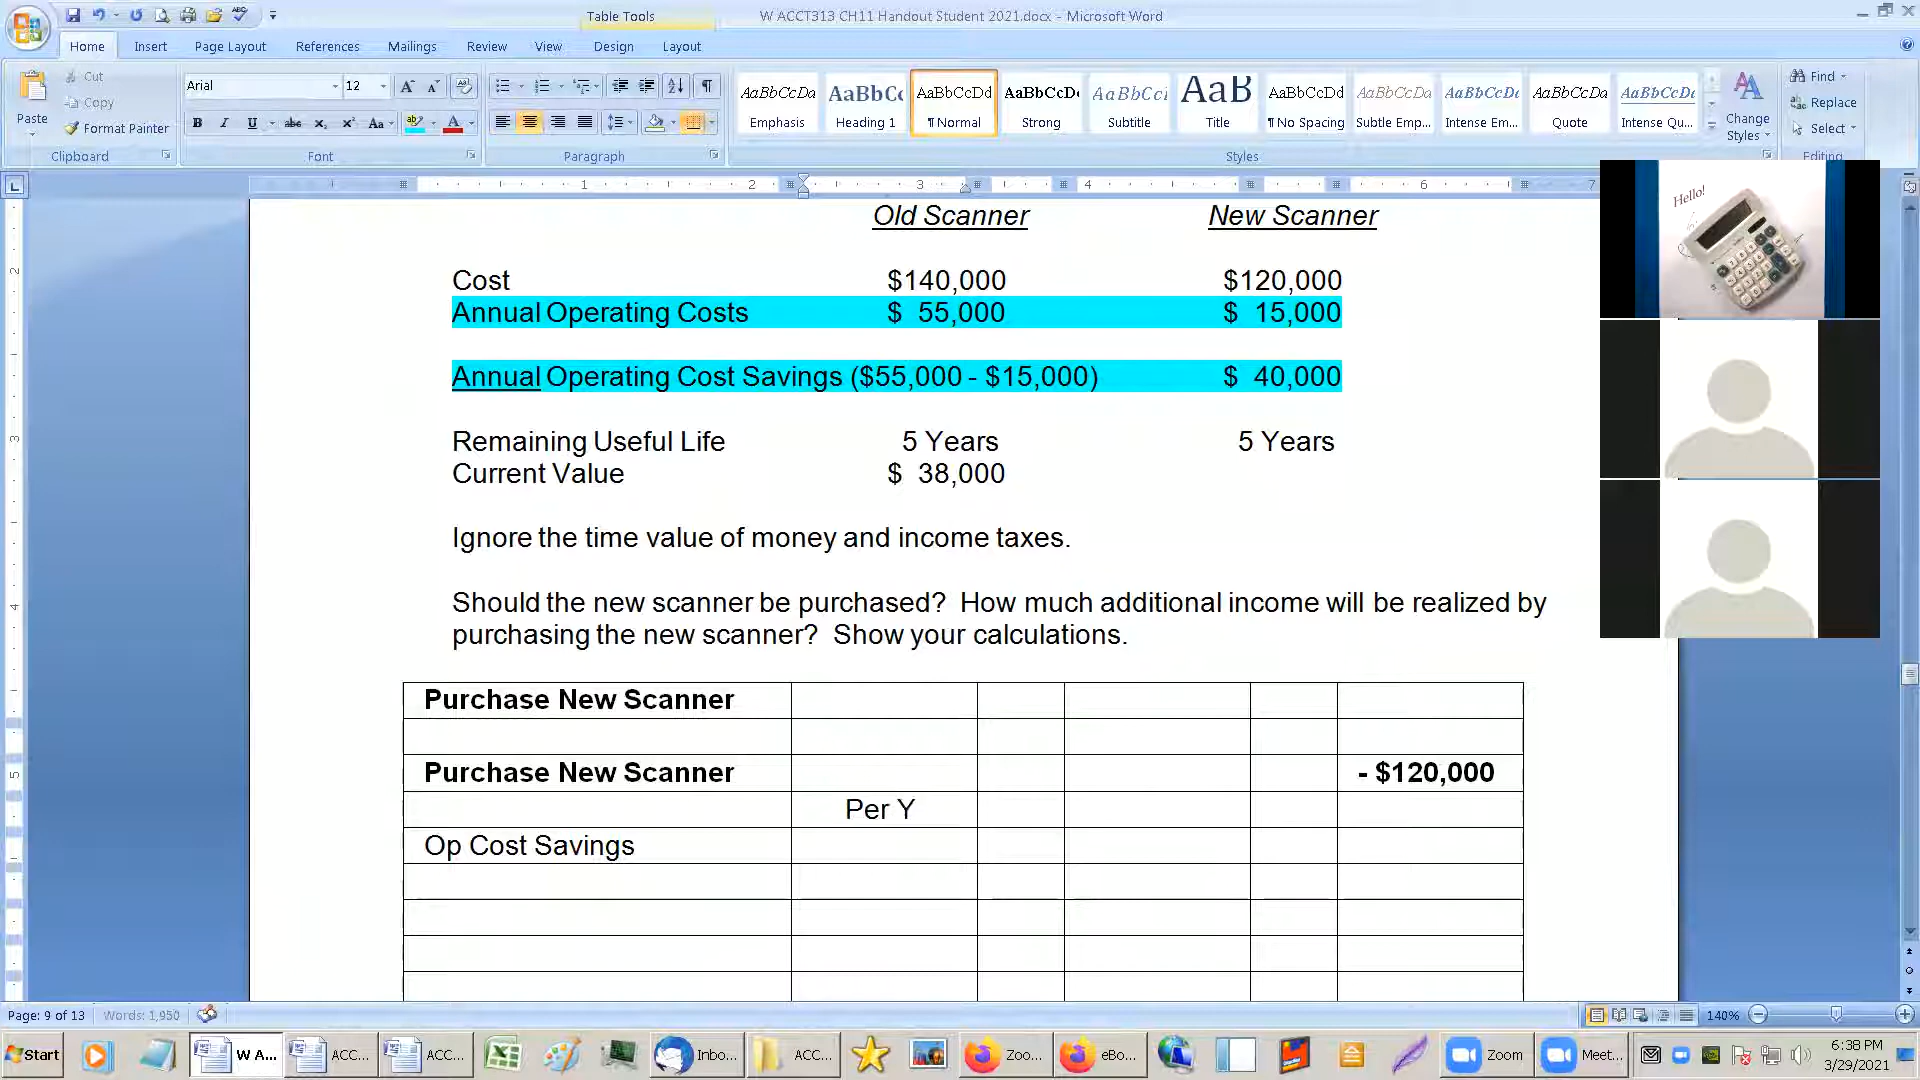 Table Tools
W ACCT313 CH11 Handout Student 2021.docx - Microsoft Word
Home Insert Page Layout References Mailings Review View Design Layout
Paste
Cut
Copy
Format Painter
Clipboard
Arial 12
Font
Paragraph
AaBbCcDa Emphasis
AaBbCc Heading 1
AaBbCcDd ¶ Normal
AaBbCcDc Strong
AaBbCcI Subtitle
AaB Title
AaBbCcDd ¶ No Spacing
AaBbCcDa Subtle Emp...
AaBbCcDc Intense Em...
AaBbCcDa Quote
AaBbCcDc Intense Qu...
Change Styles
Styles
Find
Replace
Select
Editing
Hello!
Old Scanner New Scanner
Cost $140,000 $120,000
Annual Operating Costs $ 55,000 $ 15,000
Annual Operating Cost Savings ($55,000 - $15,000) $ 40,000
Remaining Useful Life 5 Years 5 Years
Current Value $ 38,000
Ignore the time value of money and income taxes.
Should the new scanner be purchased? How much additional income will be realized by
purchasing the new scanner? Show your calculations.
Purchase New Scanner
Purchase New Scanner - $120,000
Per Y
Op Cost Savings
Page: 9 of 13 Words: 1,950 140%
Start W A... ACC... ACC... Inbo... ACC... Zoo... eBo... Zoom Meet... 6:38 PM
3/29/2021